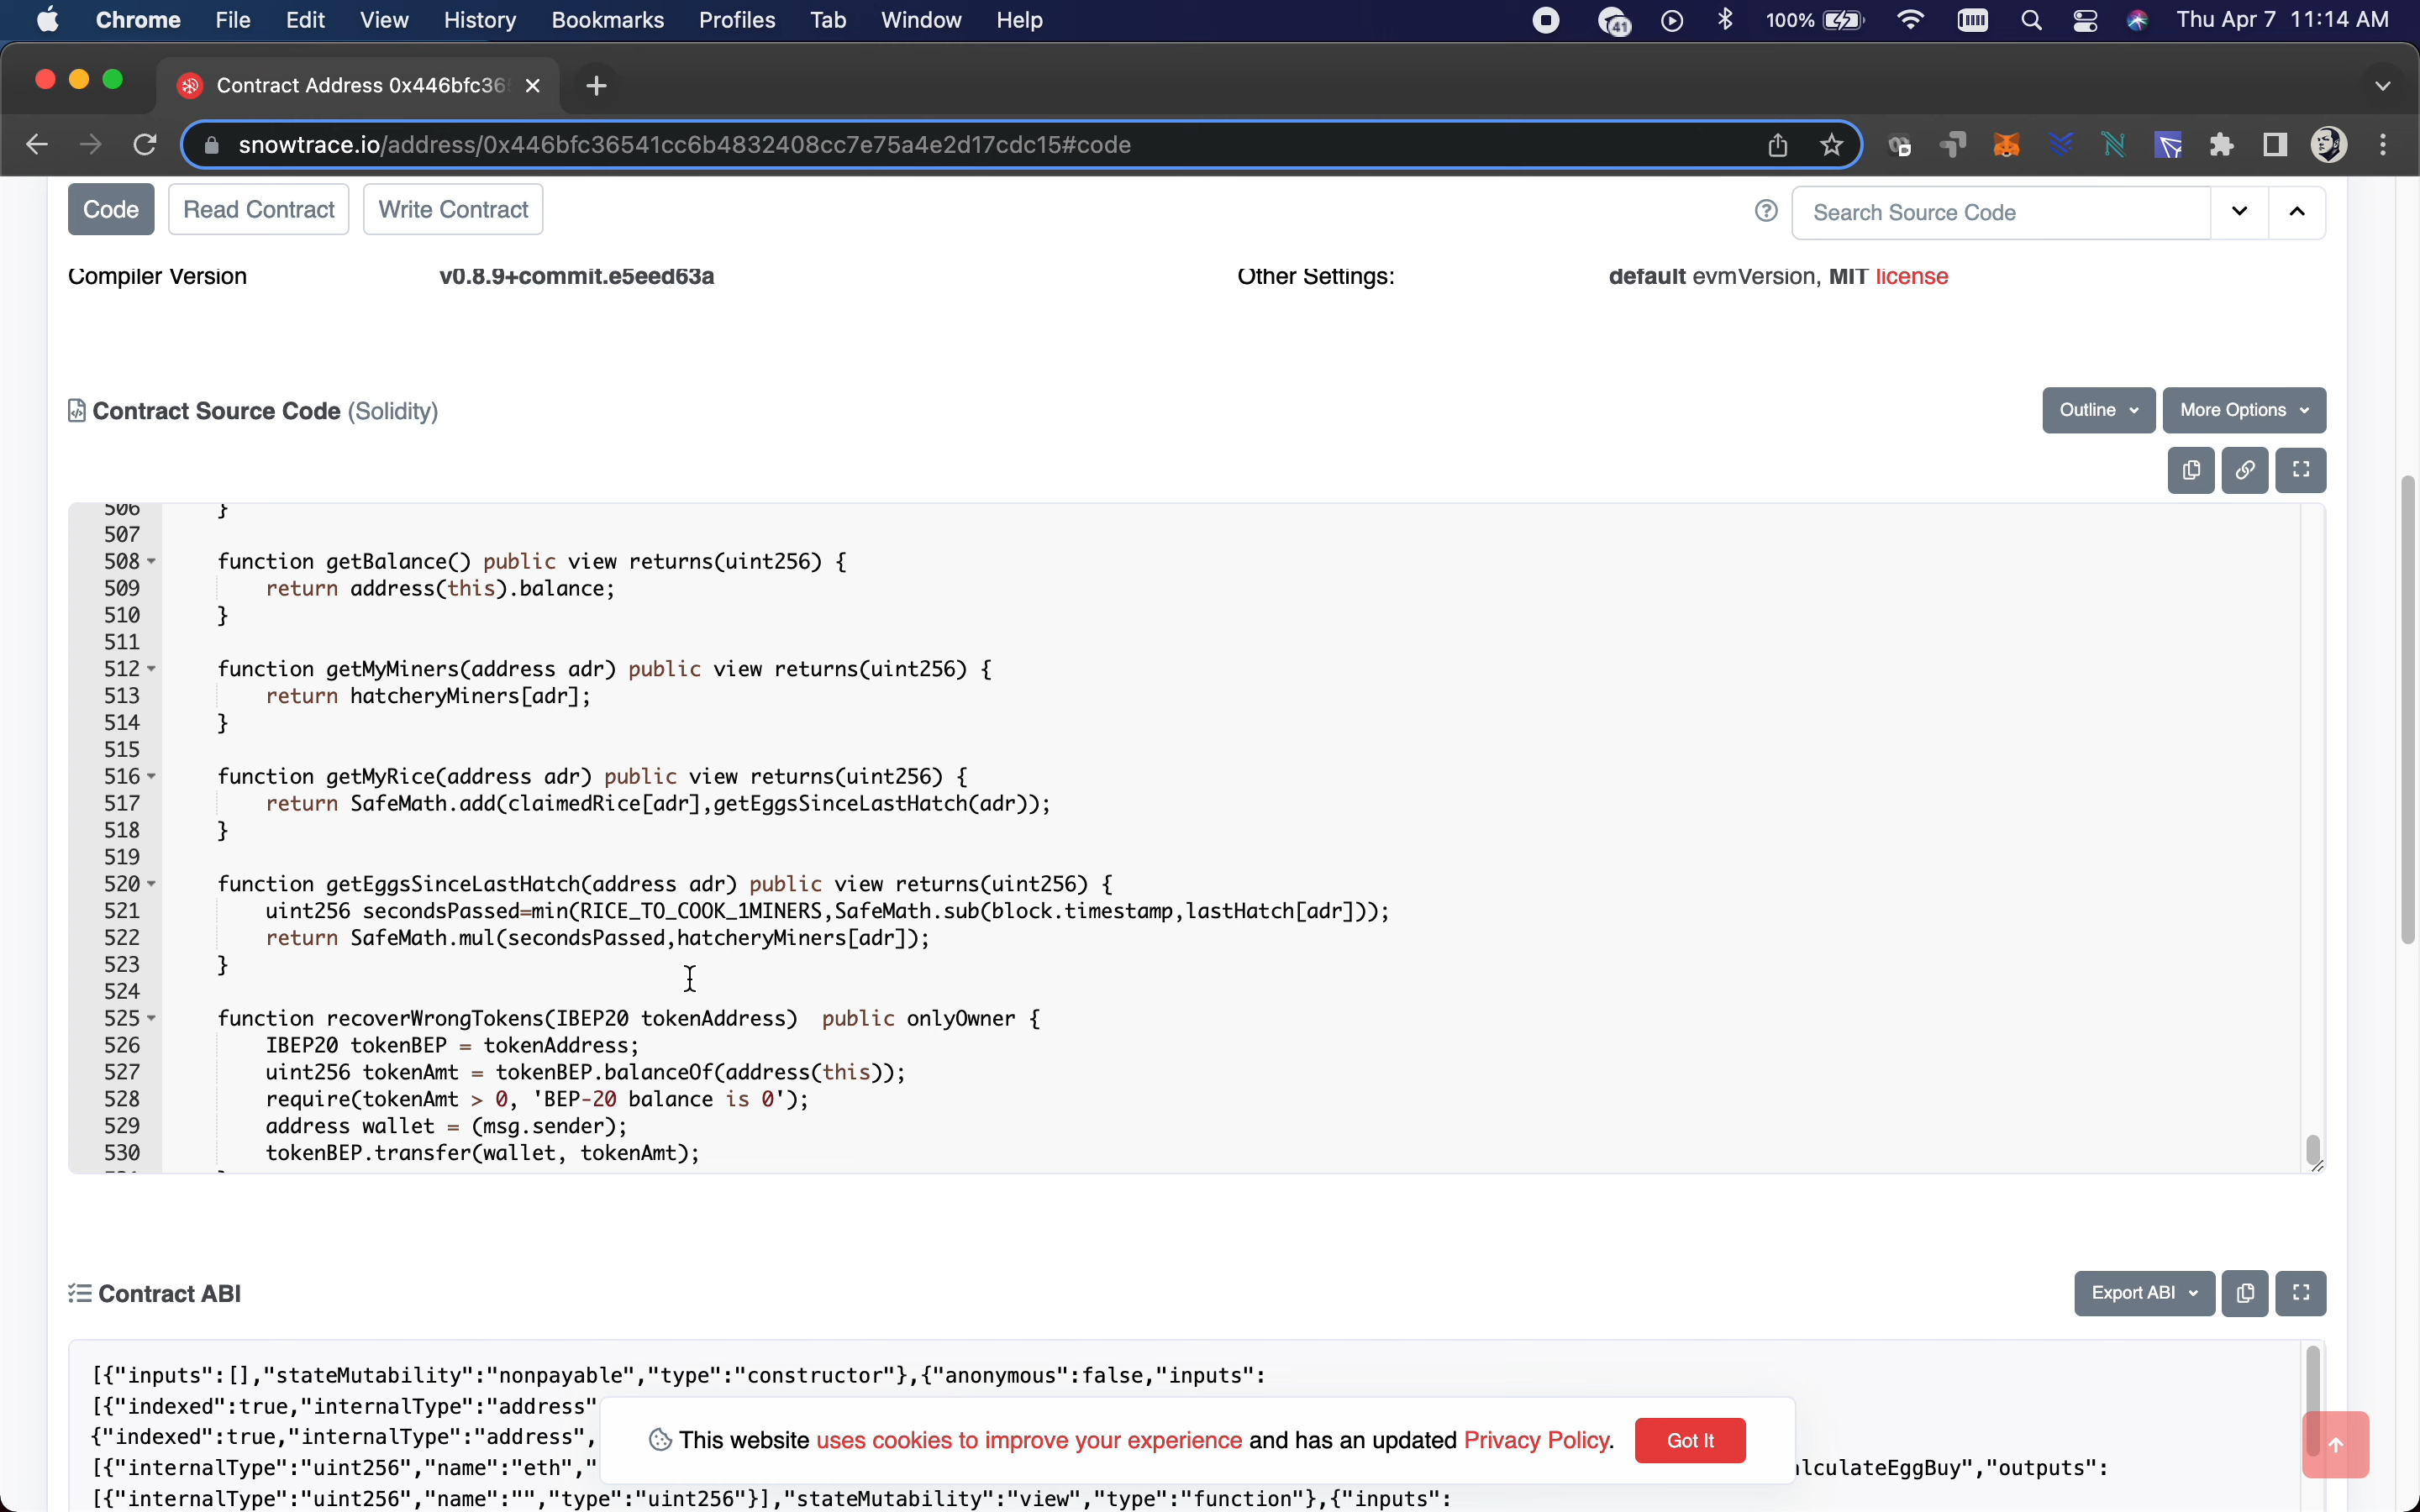 Chrome File Edit View History Bookmarks Profiles Tab Window Help 41 100% Thu Apr 7 11:14 AM
Contract Address 0x446bfc36
snowtrace.io/address/0x446bfc36541cc6b4832408cc7e75a4e2d17cdc15#code
Code Read Contract Write Contract Search Source Code
Compiler Version v0.8.9+commit.e5eed63a Other Settings: default evmVersion, MIT license
Contract Source Code (Solidity) Outline More Options
506 }
507
508 function getBalance() public view returns(uint256) {
509 return address(this).balance;
510 }
511
512 function getMyMiners(address adr) public view returns(uint256) {
513 return hatcheryMiners[adr];
514 }
515
516 function getMyRice(address adr) public view returns(uint256) {
517 return SafeMath.add(claimedRice[adr],getEggsSinceLastHatch(adr));
518 }
519
520 function getEggsSinceLastHatch(address adr) public view returns(uint256) {
521 uint256 secondsPassed=min(RICE_TO_COOK_1MINERS,SafeMath.sub(block.timestamp,lastHatch[adr]));
522 return SafeMath.mul(secondsPassed,hatcheryMiners[adr]);
523 }
524
525 function recoverWrongTokens(IBEP20 tokenAddress) public onlyOwner {
526 IBEP20 tokenBEP = tokenAddress;
527 uint256 tokenAmt = tokenBEP.balanceOf(address(this));
528 require(tokenAmt > 0, 'BEP-20 balance is 0');
529 address wallet = (msg.sender);
530 tokenBEP.transfer(wallet, tokenAmt);
Contract ABI Export ABI
[{"inputs":[],"stateMutability":"nonpayable","type":"constructor"},{"anonymous":false,"inputs":
[{"indexed":true,"internalType":"address"
{"indexed":true,"internalType":"address",
This website uses cookies to improve your experience and has an updated Privacy Policy. Got It
[{"internalType":"uint256","name":"eth"," lculateEggBuy","outputs":
[{"internalType":"uint256","name":"","type":"uint256"}],"stateMutability":"view","type":"function"},{"inputs":